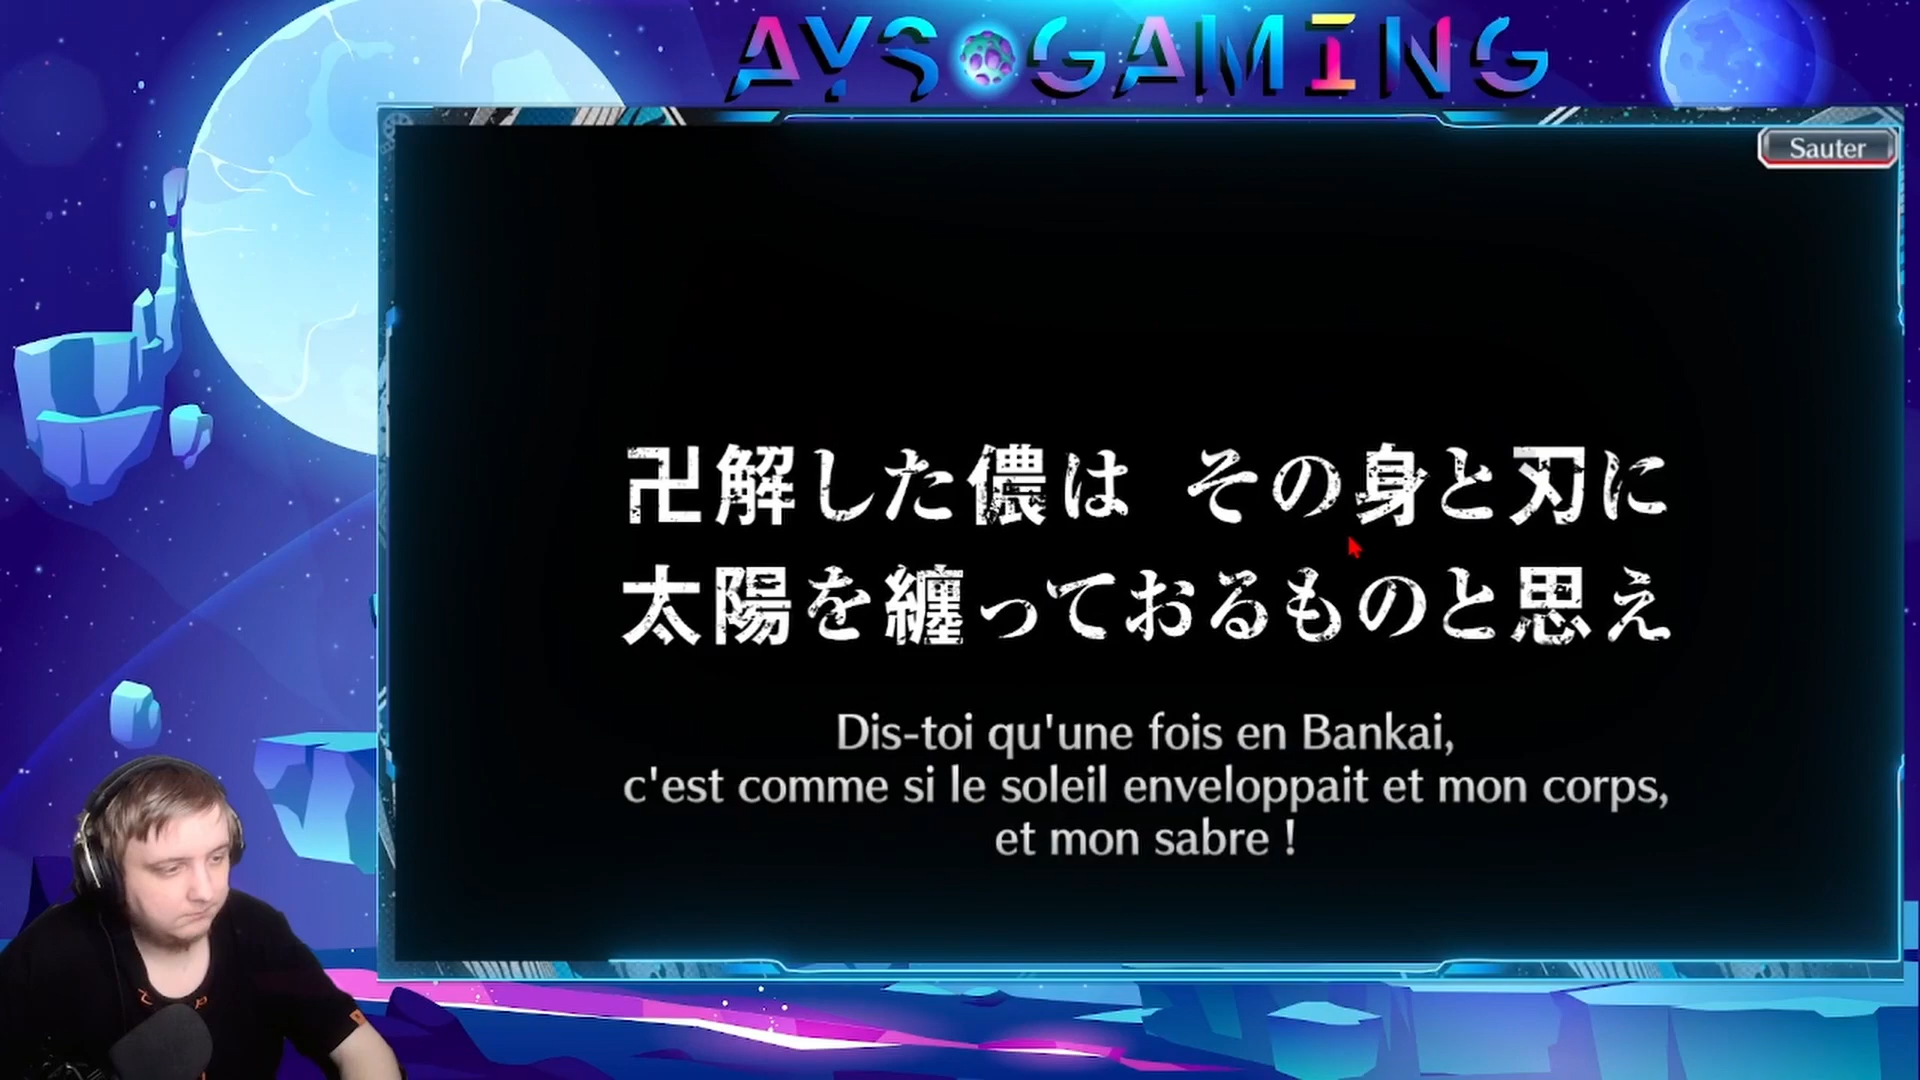 AYSOGAMING
Sauter
卍解した儂は その身と刃に
太陽を纏っておるものと思え
Dis-toi qu'une fois en Bankai,
c'est comme si le soleil enveloppait et mon corps,
et mon sabre !